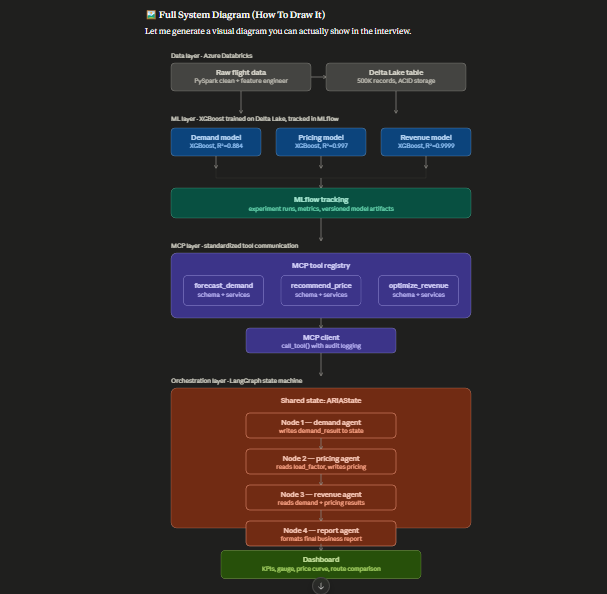 🖼️ Full System Diagram (How To Draw It)
Let me generate a visual diagram you can actually show in the interview.
Data layer - Azure Databricks
Raw flight data
PySpark clean + feature engineer
Delta Lake table
500K records, ACID storage
ML layer - XGBoost trained on Delta Lake, tracked in MLflow
Demand model
XGBoost, R²=0.884
Pricing model
XGBoost, R²=0.997
Revenue model
XGBoost, R²=0.9999
MLflow tracking
experiment runs, metrics, versioned model artifacts
MCP layer - standardized tool communication
MCP tool registry
forecast_demand
schema + services
recommend_price
schema + services
optimize_revenue
schema + services
MCP client
call_tool() with audit logging
Orchestration layer - LangGraph state machine
Shared state: ARIAState
Node 1 — demand agent
writes demand_result to state
Node 2 — pricing agent
reads load_factor, writes pricing
Node 3 — revenue agent
reads demand + pricing results
Node 4 — report agent
formats final business report
Dashboard
KPIs, gauge, price curve, route comparison